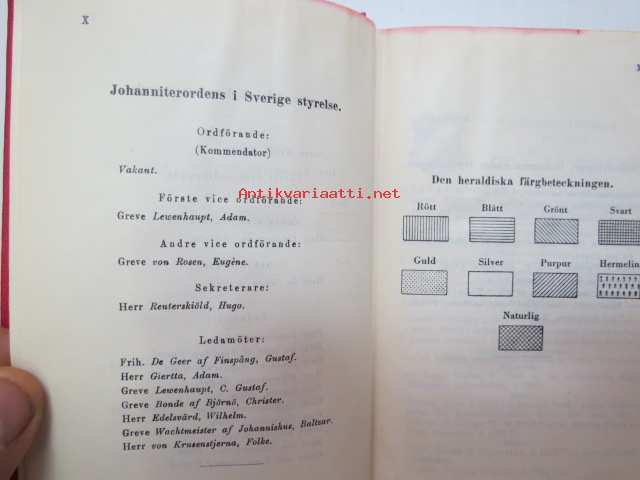 X
Johanniterordens i Sverige styrelse.
Ordförande:
(Kommendator)
Vakant.
Förste vice ordförande:
Greve Lewenhaupt, Adam.
Andre vice ordförande:
Greve von Rosen, Eugène.
Sekreterare:
Herr Reuterskiöld, Hugo.
Ledamöter:
Frih. De Geer af Finspång, Gustaf.
Herr Giertta, Adam.
Greve Lewenhaupt, C. Gustaf.
Greve Bonde af Björnö, Christer.
Herr Edelsvärd, Wilhelm.
Greve Wachtmeister af Johannishus, Baltsar.
Herr von Krusenstjerna, Folke.
Antikvariaatti.net
Den heraldiska färgbeteckningen.
Rött Blått Grönt Svart
Guld Silver Purpur Hermelin
Naturlig